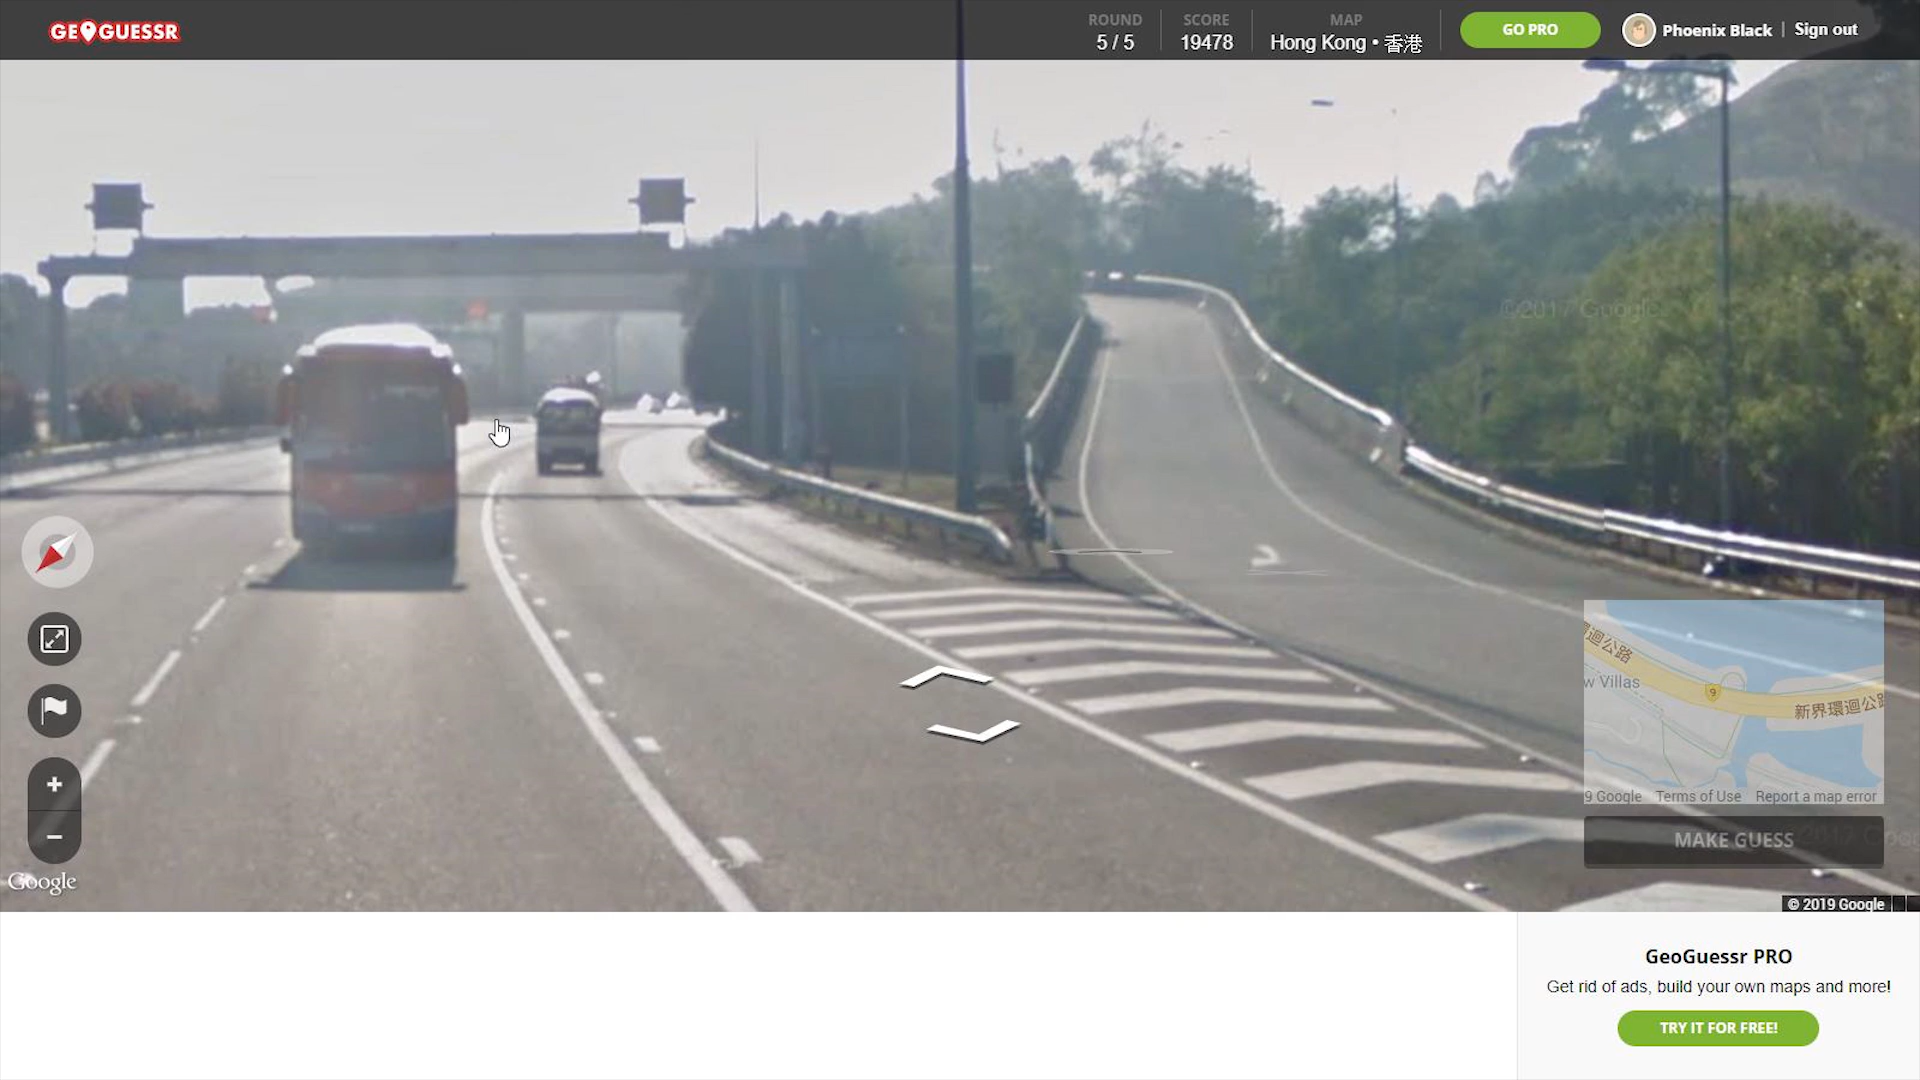 GEOGUESSR
ROUND
5 / 5
SCORE
19478
MAP
Hong Kong • 香港
GO PRO
Phoenix Black
Sign out
©2017 Google
迴公路
w Villas
9
新界環迴公路
9 Google
Terms of Use
Report a map error
MAKE GUESS
Google
© 2019 Google
GeoGuessr PRO
Get rid of ads, build your own maps and more!
TRY IT FOR FREE!